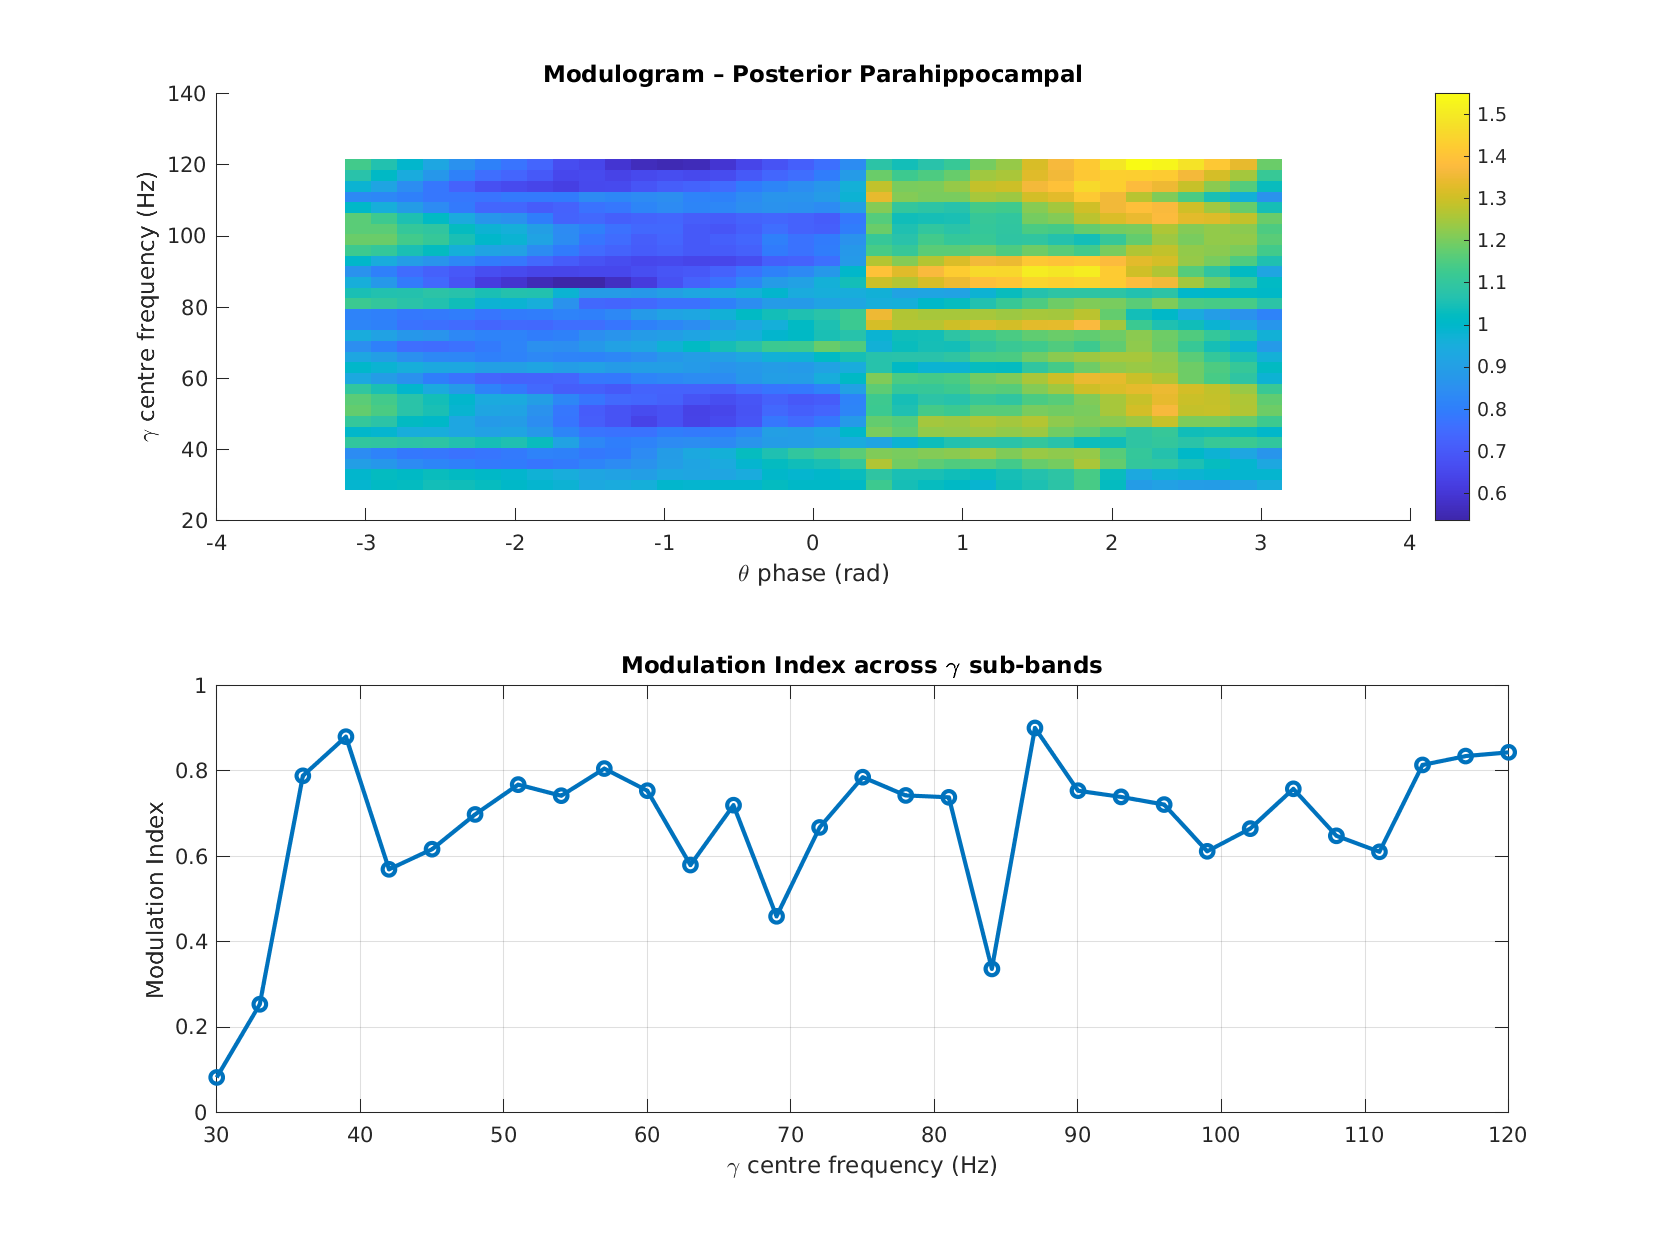 Modulogram – Posterior Parahippocampal
γ centre frequency (Hz)
140
120
100
80
60
40
20
-4 -3 -2 -1 0 1 2 3 4
θ phase (rad)
1.5
1.4
1.3
1.2
1.1
1
0.9
0.8
0.7
0.6
Modulation Index across γ sub-bands
Modulation Index
1
0.8
0.6
0.4
0.2
0
30 40 50 60 70 80 90 100 110 120
γ centre frequency (Hz)